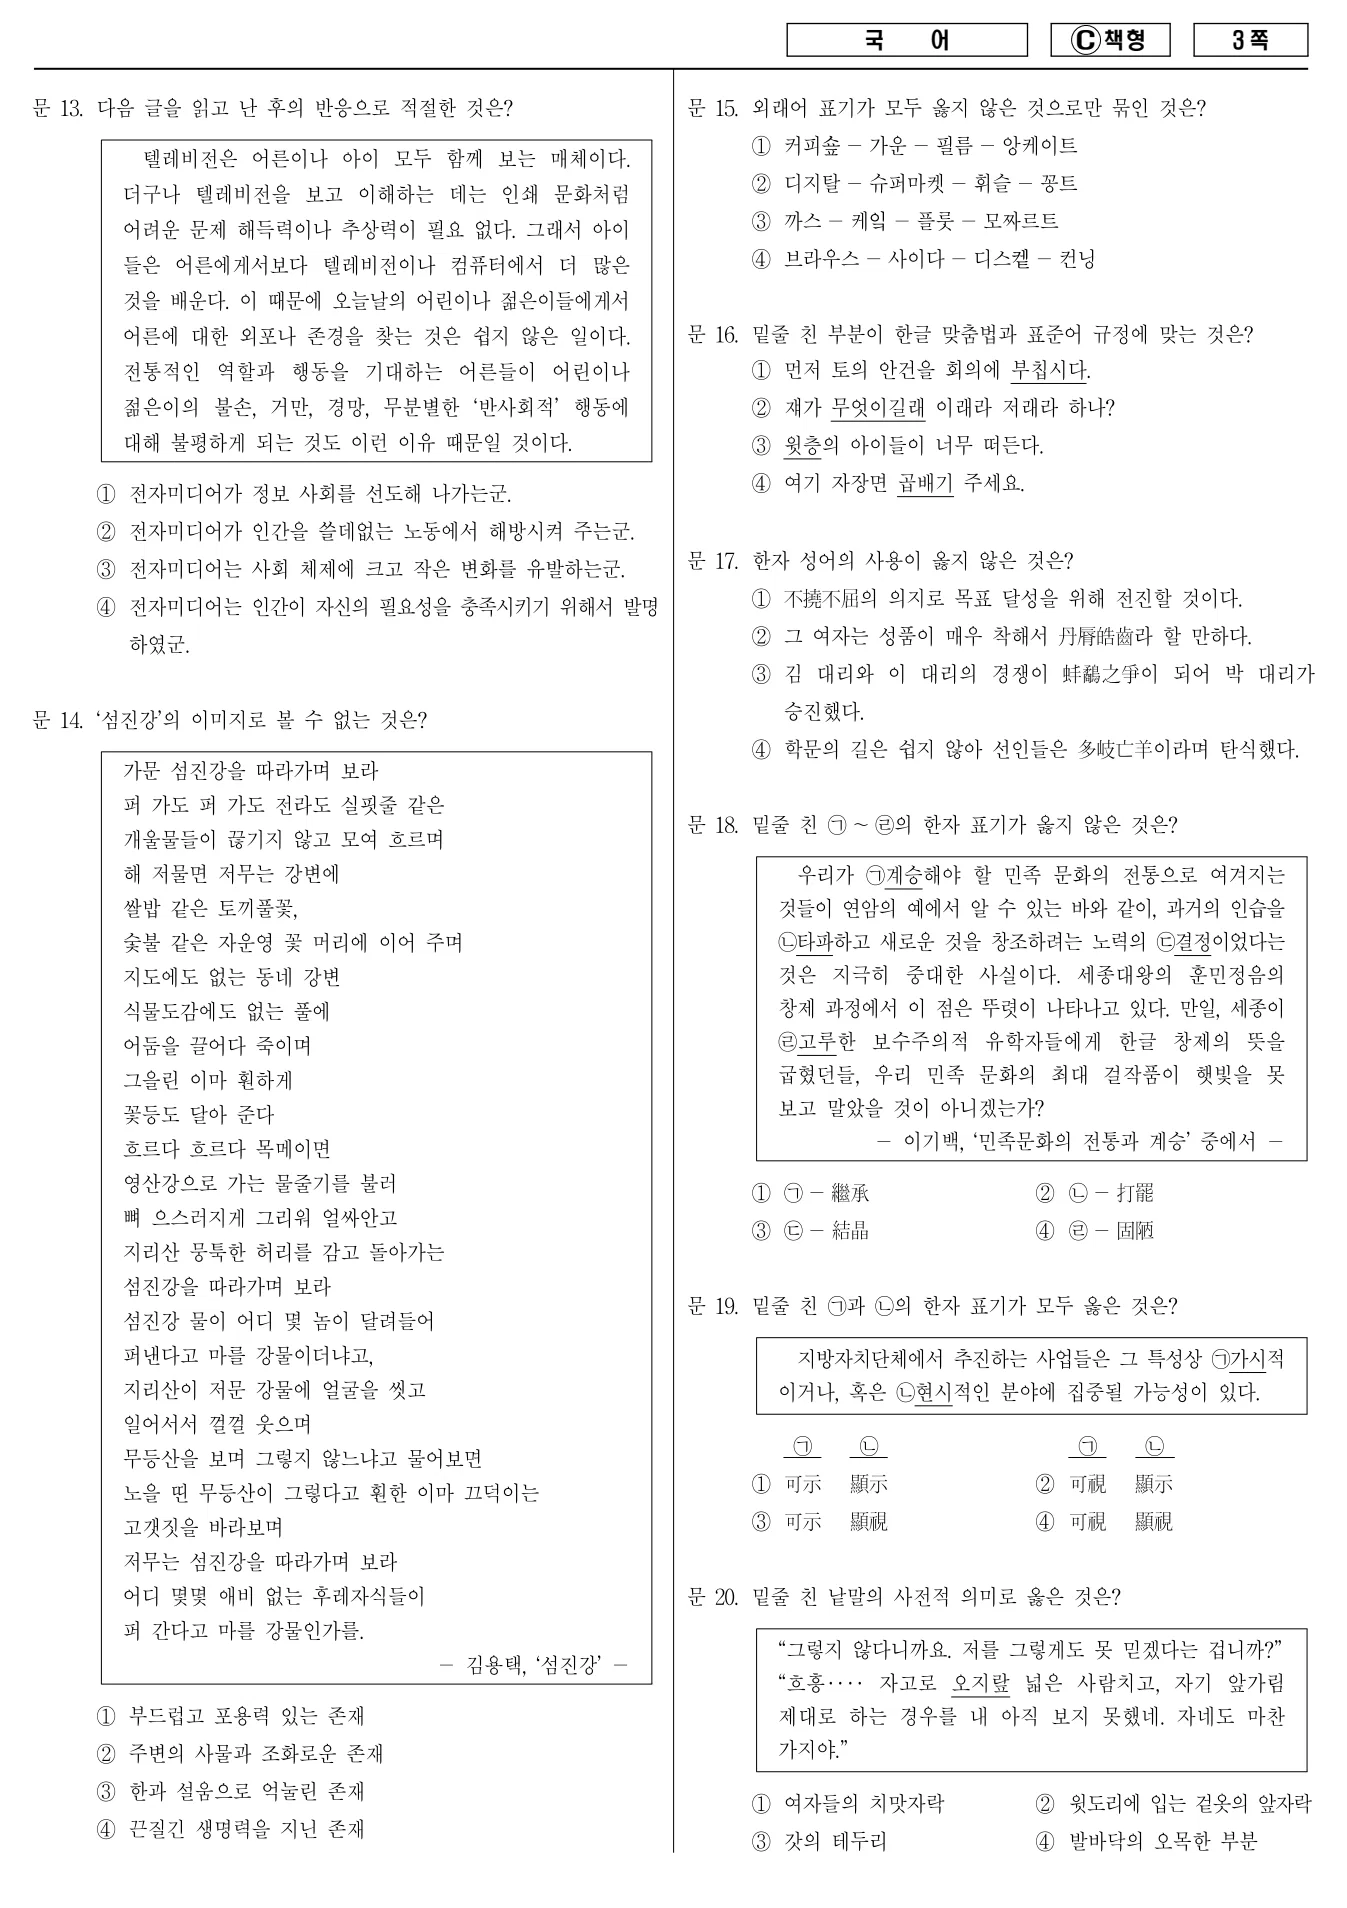 국 어
Ⓒ책형
3쪽
문 13. 다음 글을 읽고 난 후의 반응으로 적절한 것은?
텔레비전은 어른이나 아이 모두 함께 보는 매체이다.
더구나 텔레비전을 보고 이해하는 데는 인쇄 문화처럼
어려운 문제 해득력이나 추상력이 필요 없다. 그래서 아이
들은 어른에게서보다 텔레비전이나 컴퓨터에서 더 많은
것을 배운다. 이 때문에 오늘날의 어린이나 젊은이들에게서
어른에 대한 외포나 존경을 찾는 것은 쉽지 않은 일이다.
전통적인 역할과 행동을 기대하는 어른들이 어린이나
젊은이의 불손, 거만, 경망, 무분별한 ‘반사회적’ 행동에
대해 불평하게 되는 것도 이런 이유 때문일 것이다.
① 전자미디어가 정보 사회를 선도해 나가는군.
② 전자미디어가 인간을 쓸데없는 노동에서 해방시켜 주는군.
③ 전자미디어는 사회 체제에 크고 작은 변화를 유발하는군.
④ 전자미디어는 인간이 자신의 필요성을 충족시키기 위해서 발명
하였군.
문 14. ‘섬진강’의 이미지로 볼 수 없는 것은?
가문 섬진강을 따라가며 보라
퍼 가도 퍼 가도 전라도 실핏줄 같은
개울물들이 끊기지 않고 모여 흐르며
해 저물면 저무는 강변에
쌀밥 같은 토끼풀꽃,
숯불 같은 자운영 꽃 머리에 이어 주며
지도에도 없는 동네 강변
식물도감에도 없는 풀에
어둠을 끌어다 죽이며
그을린 이마 훤하게
꽃등도 달아 준다
흐르다 흐르다 목메이면
영산강으로 가는 물줄기를 불러
뼈 으스러지게 그리워 얼싸안고
지리산 뭉툭한 허리를 감고 돌아가는
섬진강을 따라가며 보라
섬진강 물이 어디 몇 놈이 달려들어
퍼낸다고 마를 강물이더냐고,
지리산이 저문 강물에 얼굴을 씻고
일어서서 껄껄 웃으며
무등산을 보며 그렇지 않느냐고 물어보면
노을 띤 무등산이 그렇다고 훤한 이마 끄덕이는
고갯짓을 바라보며
저무는 섬진강을 따라가며 보라
어디 몇몇 애비 없는 후레자식들이
퍼 간다고 마를 강물인가를.
－ 김용택, ‘섬진강’ －
① 부드럽고 포용력 있는 존재
② 주변의 사물과 조화로운 존재
③ 한과 설움으로 억눌린 존재
④ 끈질긴 생명력을 지닌 존재
문 15. 외래어 표기가 모두 옳지 않은 것으로만 묶인 것은?
① 커피숖 － 가운 － 필름 － 앙케이트
② 디지탈 － 슈퍼마켓 － 휘슬 － 꽁트
③ 까스 － 케잌 － 플룻 － 모짜르트
④ 브라우스 － 사이다 － 디스켙 － 컨닝
문 16. 밑줄 친 부분이 한글 맞춤법과 표준어 규정에 맞는 것은?
① 먼저 토의 안건을 회의에 부칩시다.
② 쟤가 무엇이길래 이래라 저래라 하나?
③ 윗층의 아이들이 너무 떠든다.
④ 여기 자장면 곱배기 주세요.
문 17. 한자 성어의 사용이 옳지 않은 것은?
① 不撓不屈의 의지로 목표 달성을 위해 전진할 것이다.
② 그 여자는 성품이 매우 착해서 丹脣皓齒라 할 만하다.
③ 김 대리와 이 대리의 경쟁이 蚌鷸之爭이 되어 박 대리가
승진했다.
④ 학문의 길은 쉽지 않아 선인들은 多岐亡羊이라며 탄식했다.
문 18. 밑줄 친 ㉠ ~ ㉣의 한자 표기가 옳지 않은 것은?
우리가 ㉠계승해야 할 민족 문화의 전통으로 여겨지는
것들이 연암의 예에서 알 수 있는 바와 같이, 과거의 인습을
㉡타파하고 새로운 것을 창조하려는 노력의 ㉢결정이었다는
것은 지극히 중대한 사실이다. 세종대왕의 훈민정음의
창제 과정에서 이 점은 뚜렷이 나타나고 있다. 만일, 세종이
㉣고루한 보수주의적 유학자들에게 한글 창제의 뜻을
굽혔던들, 우리 민족 문화의 최대 걸작품이 햇빛을 못
보고 말았을 것이 아니겠는가?
－ 이기백, ‘민족문화의 전통과 계승’ 중에서 －
① ㉠ － 繼承 ② ㉡ － 打罷
③ ㉢ － 結晶 ④ ㉣ － 固陋
문 19. 밑줄 친 ㉠과 ㉡의 한자 표기가 모두 옳은 것은?
지방자치단체에서 추진하는 사업들은 그 특성상 ㉠가시적
이거나, 혹은 ㉡현시적인 분야에 집중될 가능성이 있다.
㉠ ㉡ ㉠ ㉡
① 可示 顯示 ② 可視 顯示
③ 可示 顯視 ④ 可視 顯視
문 20. 밑줄 친 낱말의 사전적 의미로 옳은 것은?
“그렇지 않다니까요. 저를 그렇게도 못 믿겠다는 겁니까?”
“흐흥···· 자고로 오지랖 넓은 사람치고, 자기 앞가림
제대로 하는 경우를 내 아직 보지 못했네. 자네도 마찬
가지야.”
① 여자들의 치맛자락 ② 윗도리에 입는 겉옷의 앞자락
③ 갓의 테두리 ④ 발바닥의 오목한 부분